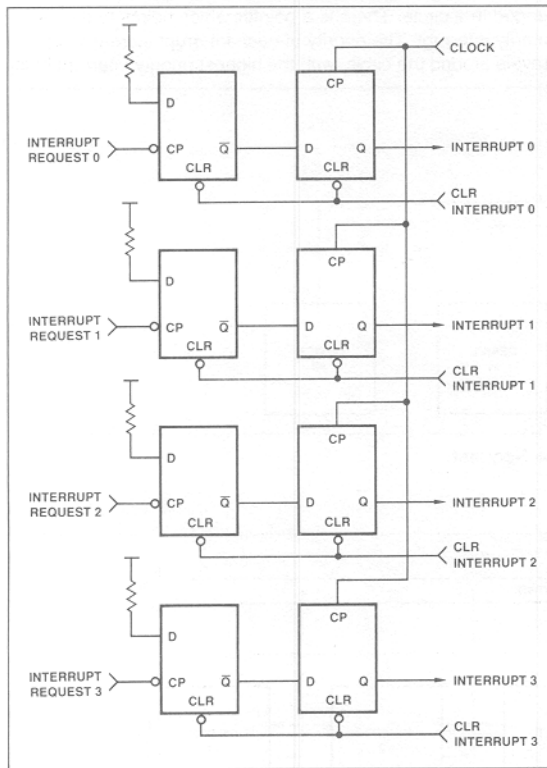 CLOCK
CP
D
INTERRUPT
REQUEST 0
CP
Q̅
CLR
D
Q
CLR
INTERRUPT 0
CLR
INTERRUPT 0
CP
D
INTERRUPT
REQUEST 1
CP
Q̅
CLR
D
Q
CLR
INTERRUPT 1
CLR
INTERRUPT 1
CP
D
INTERRUPT
REQUEST 2
CP
Q̅
CLR
D
Q
CLR
INTERRUPT 2
CLR
INTERRUPT 2
CP
D
INTERRUPT
REQUEST 3
CP
Q̅
CLR
D
Q
CLR
INTERRUPT 3
CLR
INTERRUPT 3